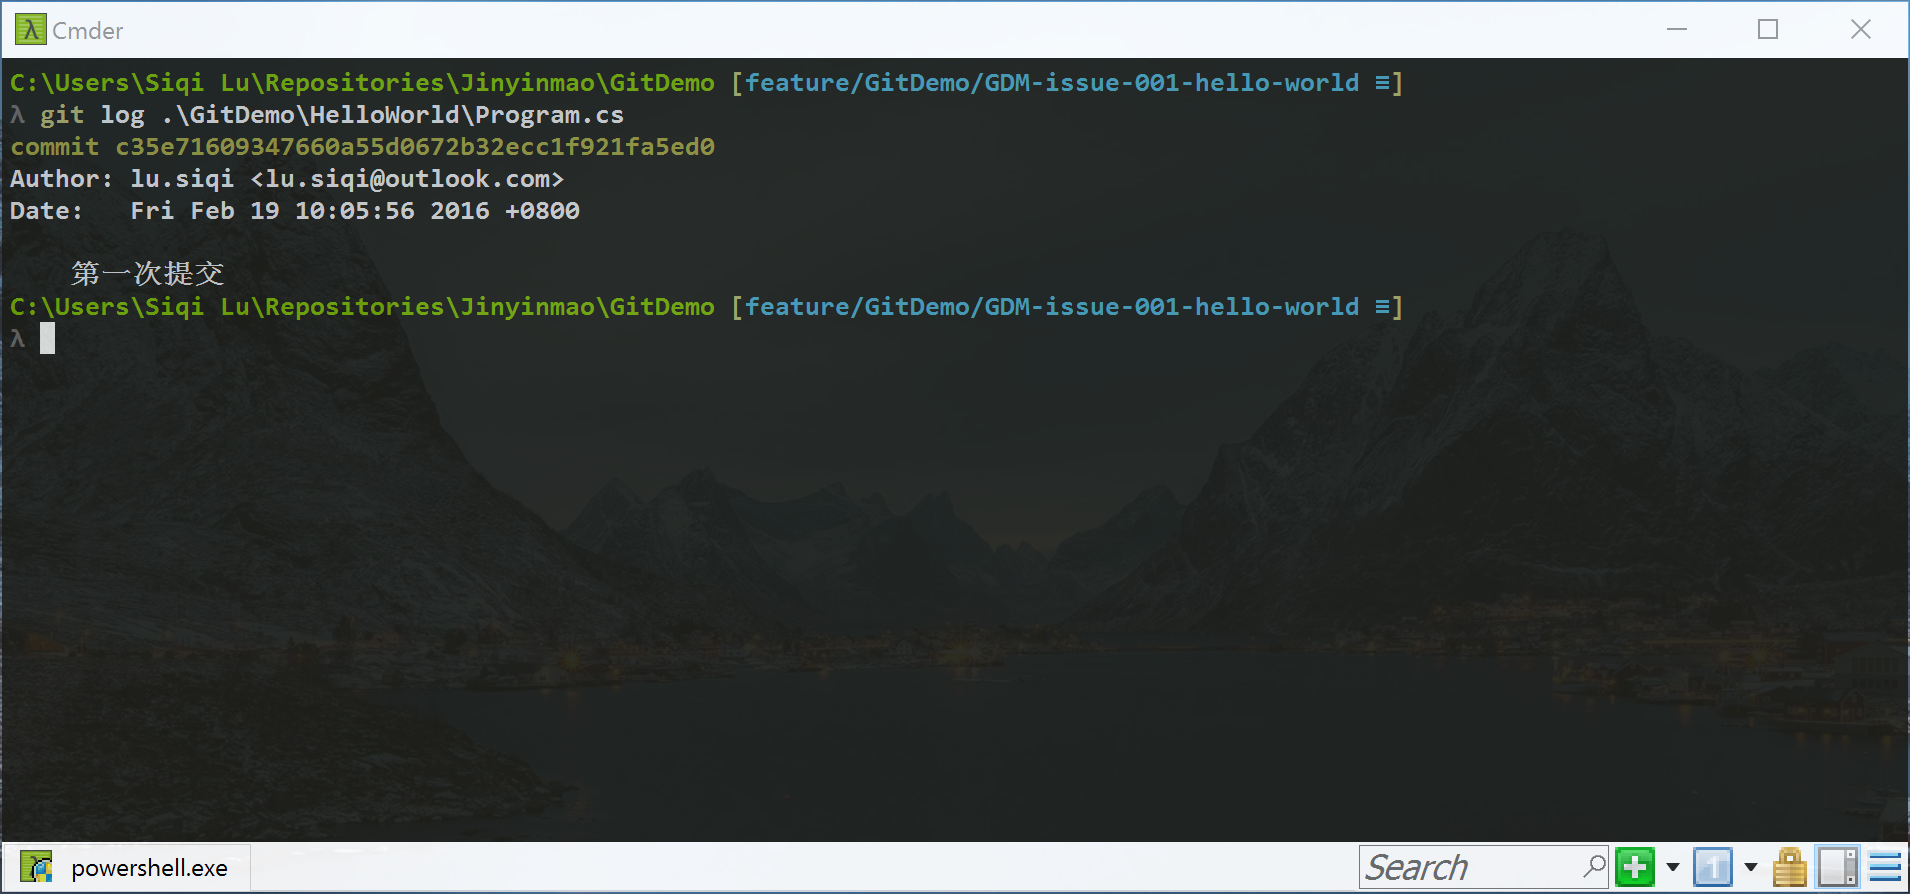 Cmder
C:\Users\Siqi Lu\Repositories\Jinyinmao\GitDemo [feature/GitDemo/GDM-issue-001-hello-world ≡]
λ git log .\GitDemo\HelloWorld\Program.cs
commit c35e71609347660a55d0672b32ecc1f921fa5ed0
Author: lu.siqi <lu.siqi@outlook.com>
Date:   Fri Feb 19 10:05:56 2016 +0800
第一次提交
C:\Users\Siqi Lu\Repositories\Jinyinmao\GitDemo [feature/GitDemo/GDM-issue-001-hello-world ≡]
λ
powershell.exe
Search
1